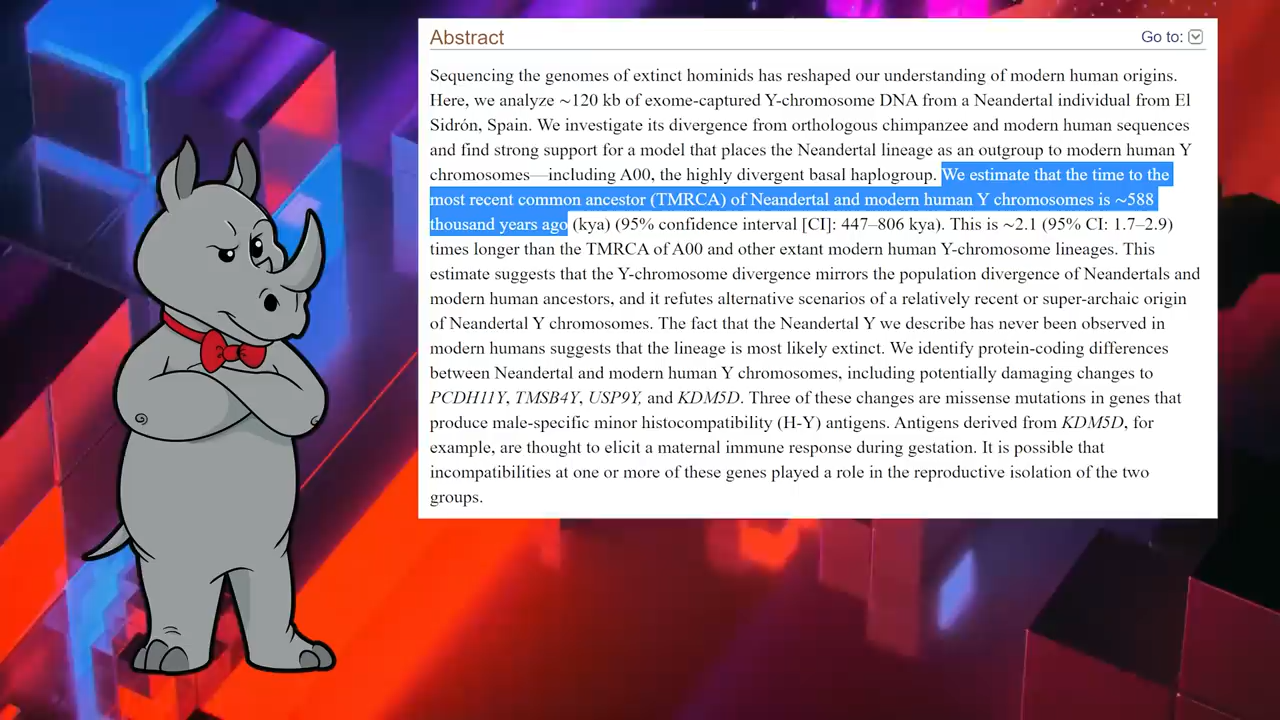 Abstract
Go to:
Sequencing the genomes of extinct hominids has reshaped our understanding of modern human origins.
Here, we analyze ~120 kb of exome-captured Y-chromosome DNA from a Neandertal individual from El
Sidrón, Spain. We investigate its divergence from orthologous chimpanzee and modern human sequences
and find strong support for a model that places the Neandertal lineage as an outgroup to modern human Y
chromosomes—including A00, the highly divergent basal haplogroup. We estimate that the time to the
most recent common ancestor (TMRCA) of Neandertal and modern human Y chromosomes is ~588
thousand years ago (kya) (95% confidence interval [CI]: 447–806 kya). This is ~2.1 (95% CI: 1.7–2.9)
times longer than the TMRCA of A00 and other extant modern human Y-chromosome lineages. This
estimate suggests that the Y-chromosome divergence mirrors the population divergence of Neandertals and
modern human ancestors, and it refutes alternative scenarios of a relatively recent or super-archaic origin
of Neandertal Y chromosomes. The fact that the Neandertal Y we describe has never been observed in
modern humans suggests that the lineage is most likely extinct. We identify protein-coding differences
between Neandertal and modern human Y chromosomes, including potentially damaging changes to
PCDH11Y, TMSB4Y, USP9Y, and KDM5D. Three of these changes are missense mutations in genes that
produce male-specific minor histocompatibility (H-Y) antigens. Antigens derived from KDM5D, for
example, are thought to elicit a maternal immune response during gestation. It is possible that
incompatibilities at one or more of these genes played a role in the reproductive isolation of the two
groups.